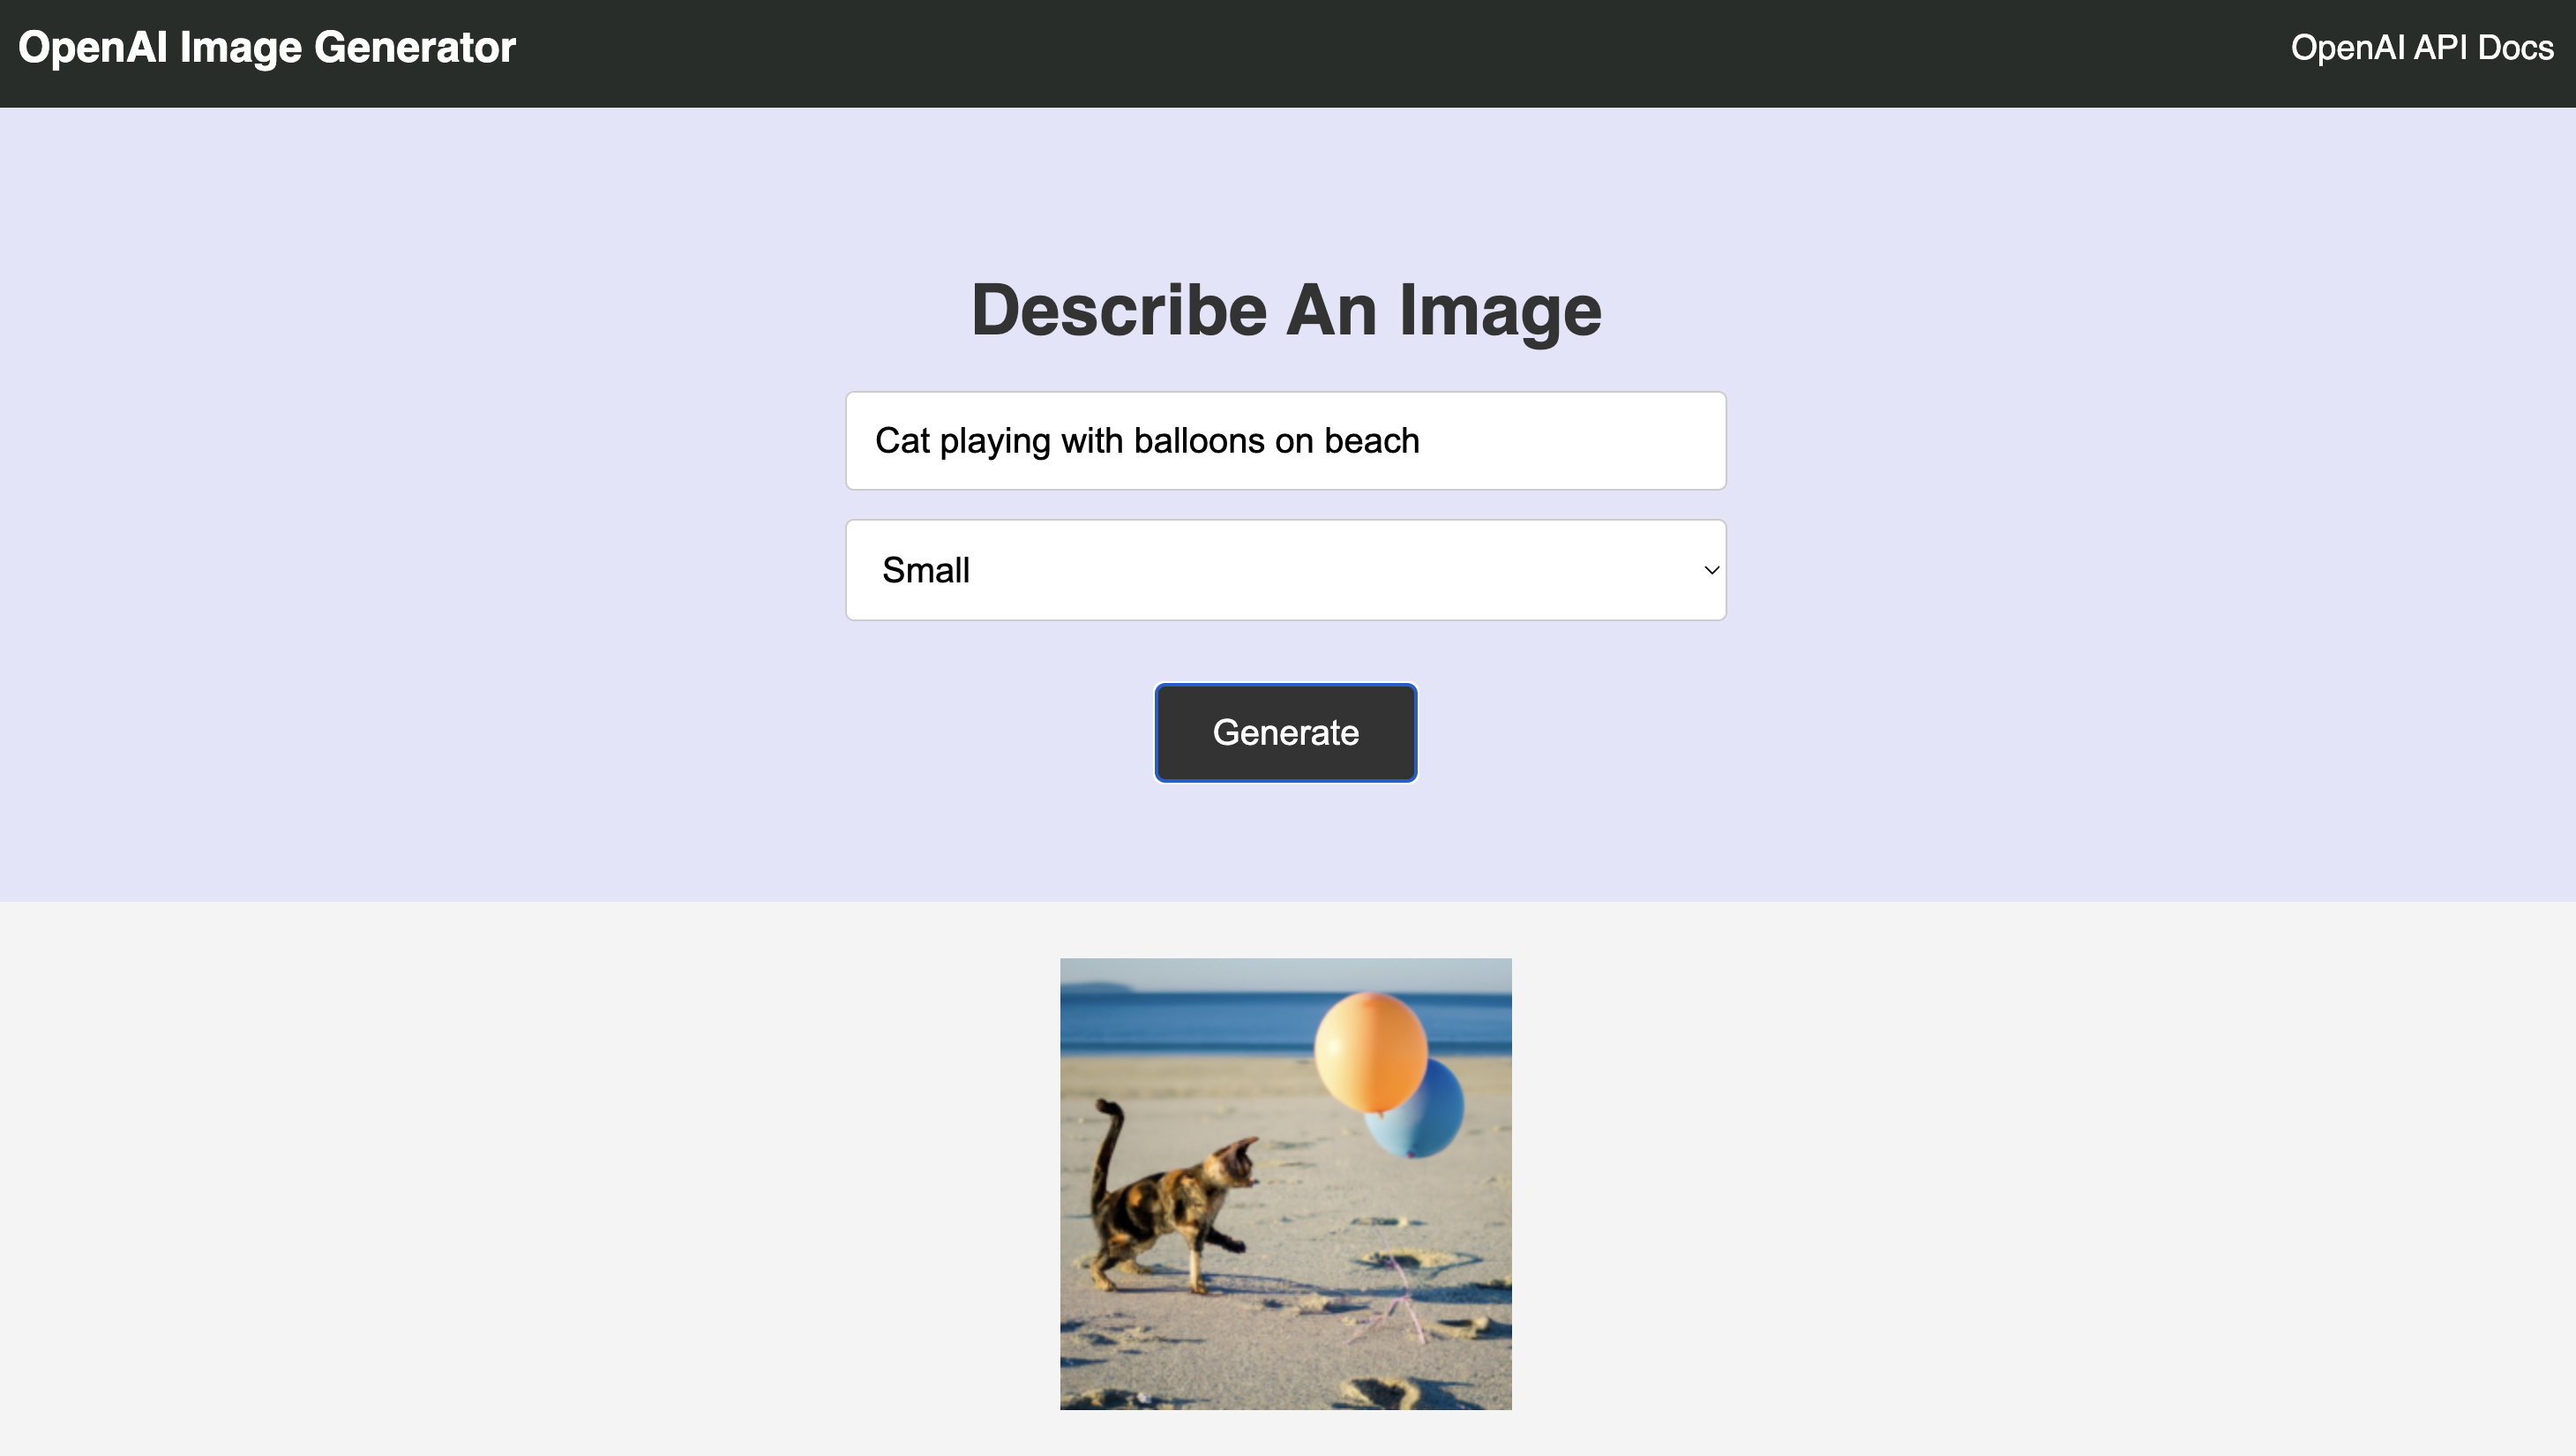 OpenAI Image Generator
OpenAI API Docs
Describe An Image
Cat playing with balloons on beach
Small
Generate